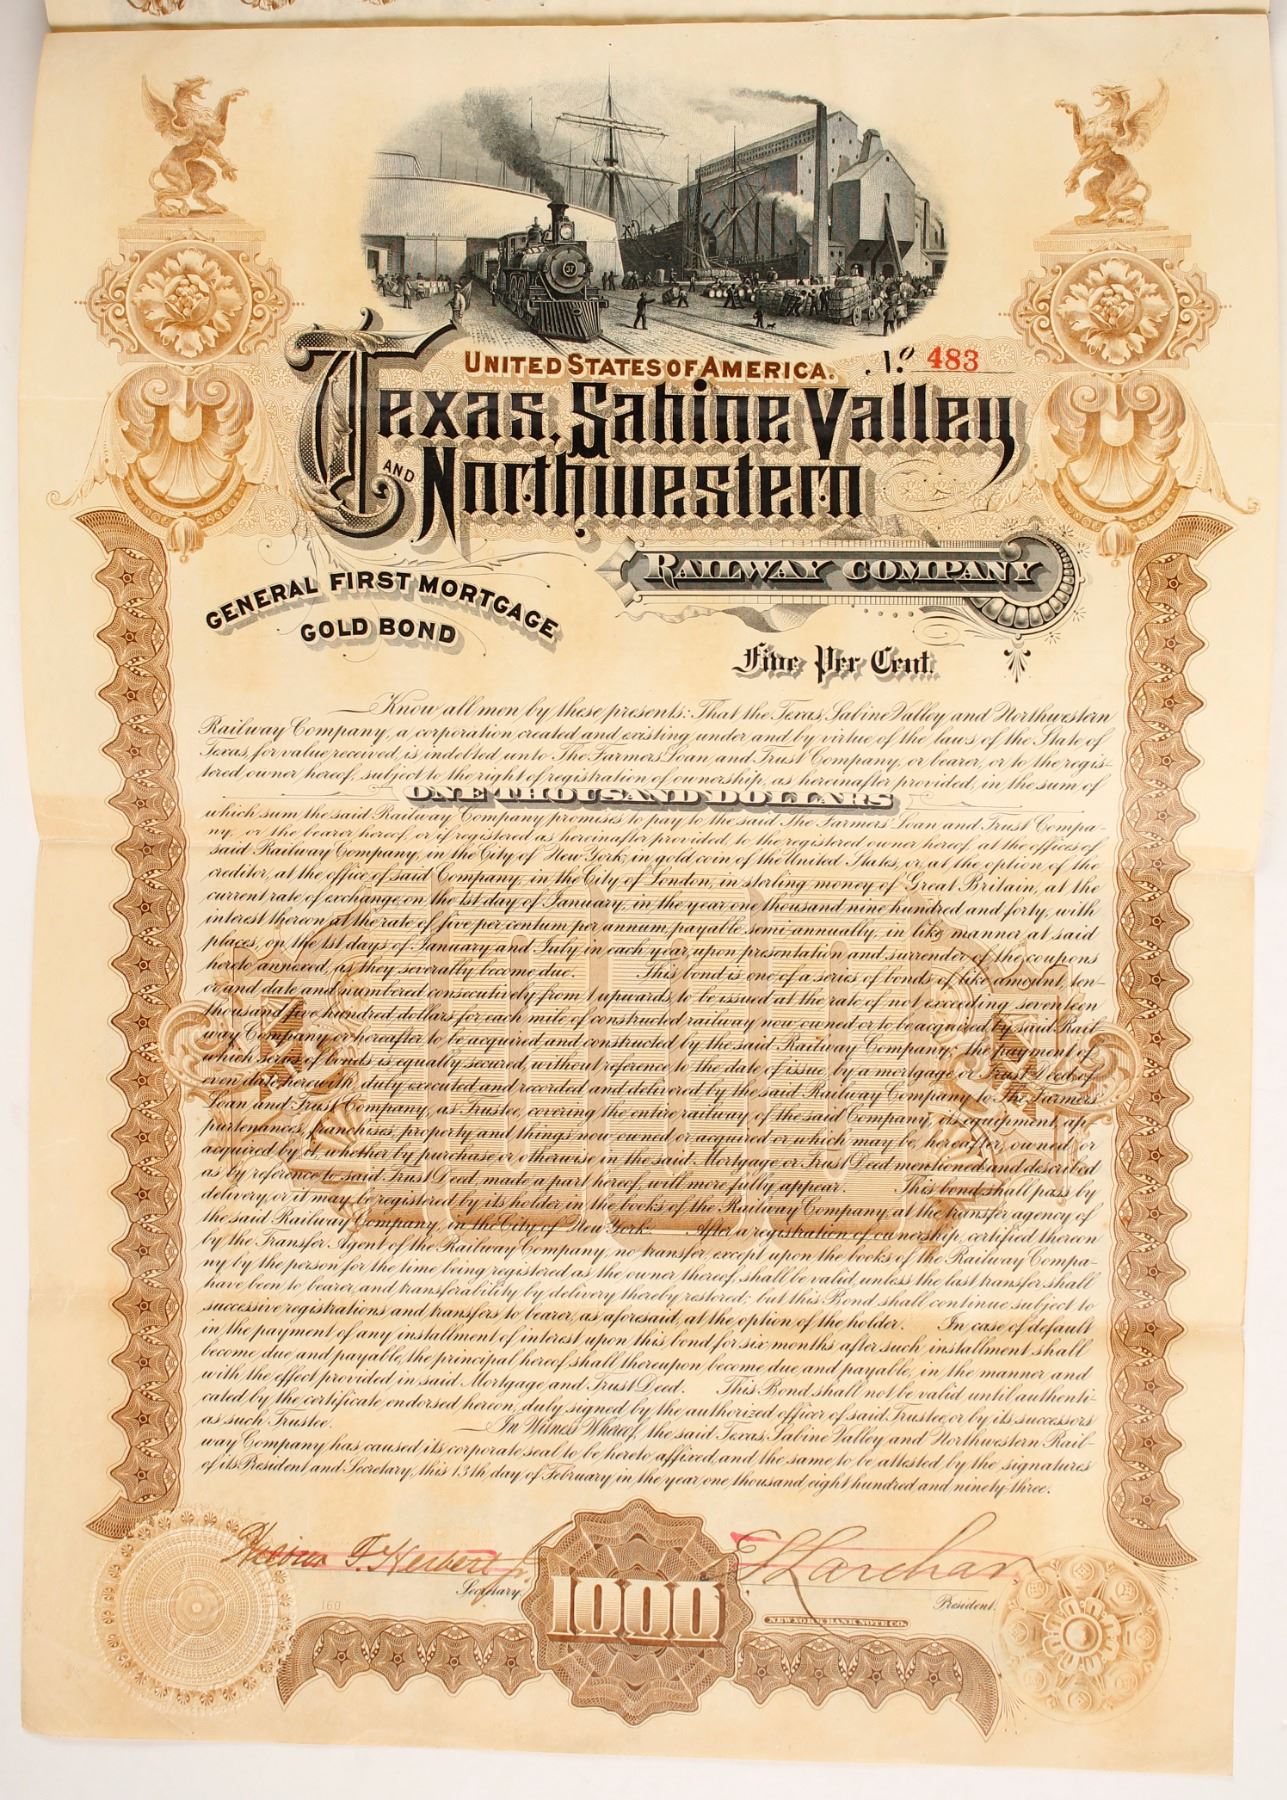 37
UNITED STATES OF AMERICA. No. 483
Texas, Sabine Valley
AND Northwestern
RAILWAY COMPANY
GENERAL FIRST MORTGAGE
GOLD BOND
Five Per Cent.
Know all men by these presents: That the Texas, Sabine Valley and Northwestern
Railway Company, a corporation created and existing under and by virtue of the laws of the State of
Texas, for value received, is indebted unto The Farmers Loan and Trust Company, or bearer, or to the regis-
tered owner hereof, subject to the right of registration of ownership, as hereinafter provided, in the sum of
ONE THOUSAND DOLLARS
which sum the said Railway Company promises to pay to the said The Farmers' Loan and Trust Compa-
ny, or the bearer hereof, or if registered as hereinafter provided, to the registered owner hereof, at the offices of
said Railway Company, in the City of New York, in gold coin of the United States, or, at the option of the
creditor, at the office of said Company, in the City of London, in sterling money of Great Britain, at the
current rate of exchange, on the 1st day of January, in the year one thousand nine hundred and forty, with
interest thereon at the rate of five per centum per annum, payable semi-annually, in like manner at said
places, on the 1st days of January and July in each year, upon presentation and surrender of the coupons
hereto annexed, as they severally become due. This bond is one of a series of bonds of like amount, ten-
or and date and numbered consecutively from 1 upwards, to be issued at the rate of not exceeding seventeen
thousand five hundred dollars for each mile of constructed railway now owned or to be acquired by said Rail
way Company or hereafter to be acquired and constructed by the said Railway Company; the payment of
which series of bonds is equally secured, without reference to the date of issue, by a mortgage or Trust Deed of
even date herewith, duly executed and recorded and delivered by the said Railway Company to The Farmers'
Loan and Trust Company, as Trustee, covering the entire railway of the said Company, its equipment, ap-
purtenances, franchises, property and things now owned, or acquired or which may be, hereafter, owned or
acquired by it, whether by purchase or otherwise in the said Mortgage or Trust Deed mentioned and described
as by reference to said Trust Deed, made a part hereof, will more fully appear. This bond shall pass by
delivery, or it may be registered by its holder in the books of the Railway Company, at the transfer agency of
the said Railway Company, in the City of New York. After a registration of ownership, certified thereon
by the Transfer Agent of the Railway Company, no transfer, except upon the books of the Railway Compa-
ny by the person for the time being registered as the owner thereof, shall be valid, unless the last transfer shall
have been to bearer, and transferability by delivery thereby restored; but this Bond shall continue subject to
successive registrations and transfers to bearer, as aforesaid, at the option of the holder. In case of default
in the payment of any installment of interest upon this bond for six months after such installment shall
become due and payable, the principal hereof, shall thereupon become due and payable, in the manner and
with the effect provided in said Mortgage and Trust Deed. This Bond shall not be valid until authenti-
cated by the certificate endorsed hereon, duly signed by the authorized officer of said Trustee, or by its successors
as such Trustee. In Witness Whereof, the said Texas, Sabine Valley and Northwestern Rail-
way Company has caused its corporate seal to be hereto affixed, and the same to be attested by the signatures
of its President and Secretary, this 13th day of February in the year one thousand eight hundred and ninety-three.
F. Herbert Jr.
Secretary.
President.
160
1000
NEW YORK BANK NOTE CO.